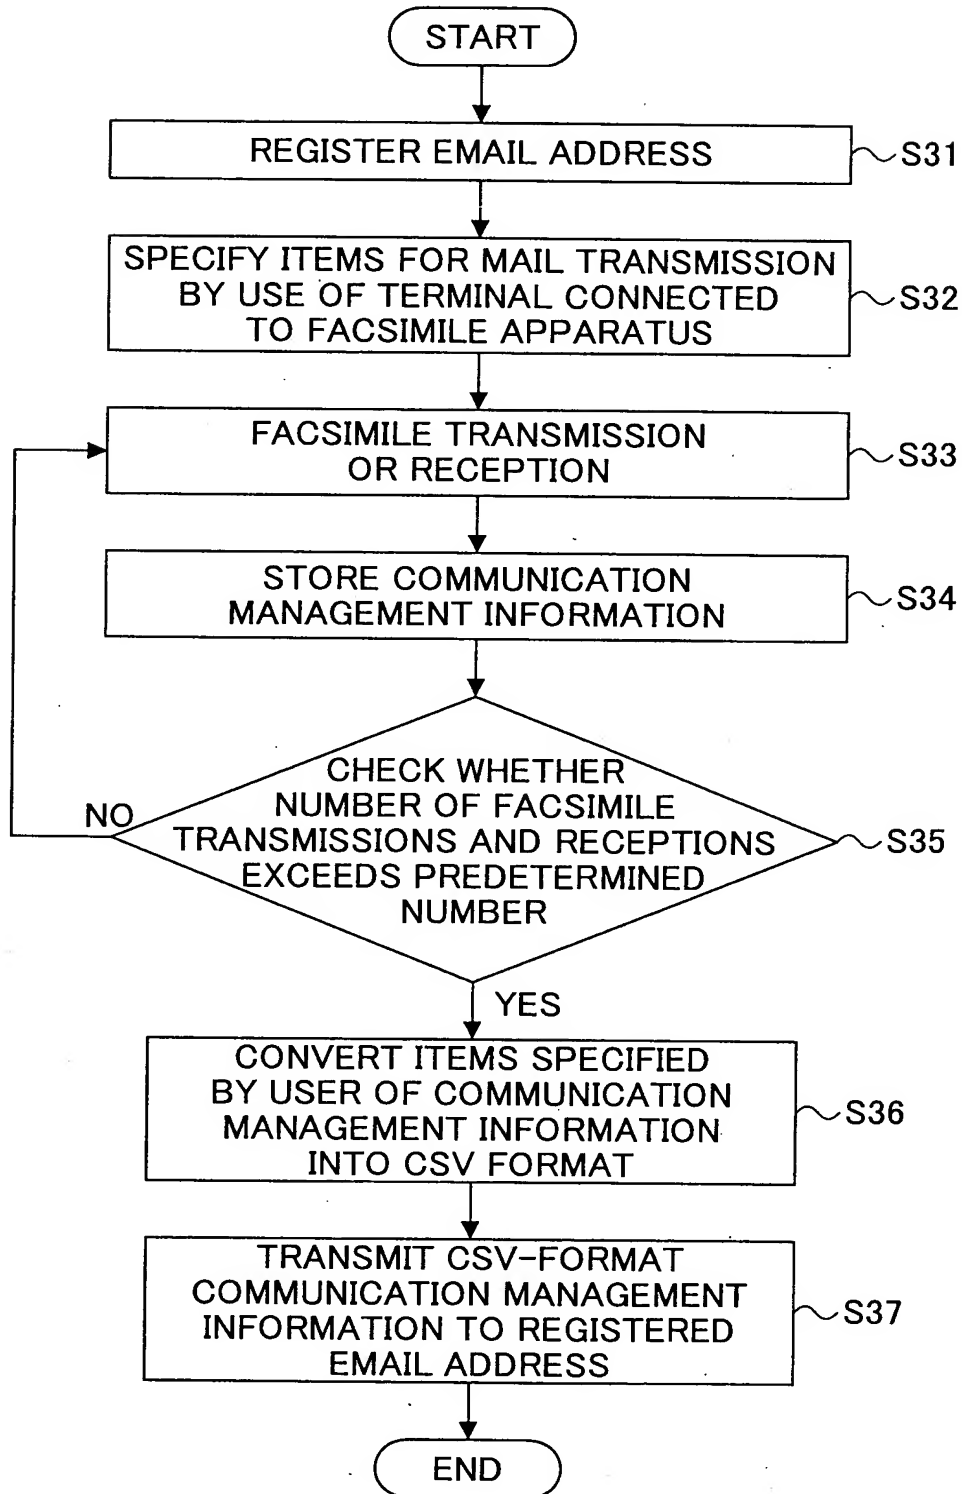 START
REGISTER EMAIL ADDRESS
S31
SPECIFY ITEMS FOR MAIL TRANSMISSION
BY USE OF TERMINAL CONNECTED
TO FACSIMILE APPARATUS
S32
FACSIMILE TRANSMISSION
OR RECEPTION
S33
STORE COMMUNICATION
MANAGEMENT INFORMATION
S34
CHECK WHETHER
NUMBER OF FACSIMILE
TRANSMISSIONS AND RECEPTIONS
EXCEEDS PREDETERMINED
NUMBER
S35
NO
YES
CONVERT ITEMS SPECIFIED
BY USER OF COMMUNICATION
MANAGEMENT INFORMATION
INTO CSV FORMAT
S36
TRANSMIT CSV-FORMAT
COMMUNICATION MANAGEMENT
INFORMATION TO REGISTERED
EMAIL ADDRESS
S37
END